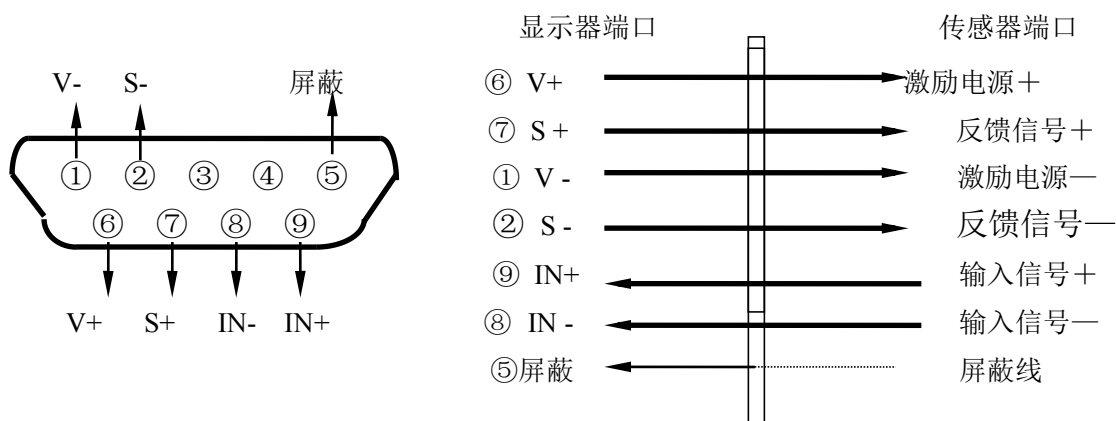 显示器端口 传感器端口
V- S- 屏蔽
① ② ③ ④ ⑤
⑥ ⑦ ⑧ ⑨
V+ S+ IN- IN+
⑥ V+ 激励电源＋
⑦ S + 反馈信号＋
① V - 激励电源—
② S - 反馈信号—
⑨ IN+ 输入信号＋
⑧ IN - 输入信号—
⑤屏蔽 屏蔽线